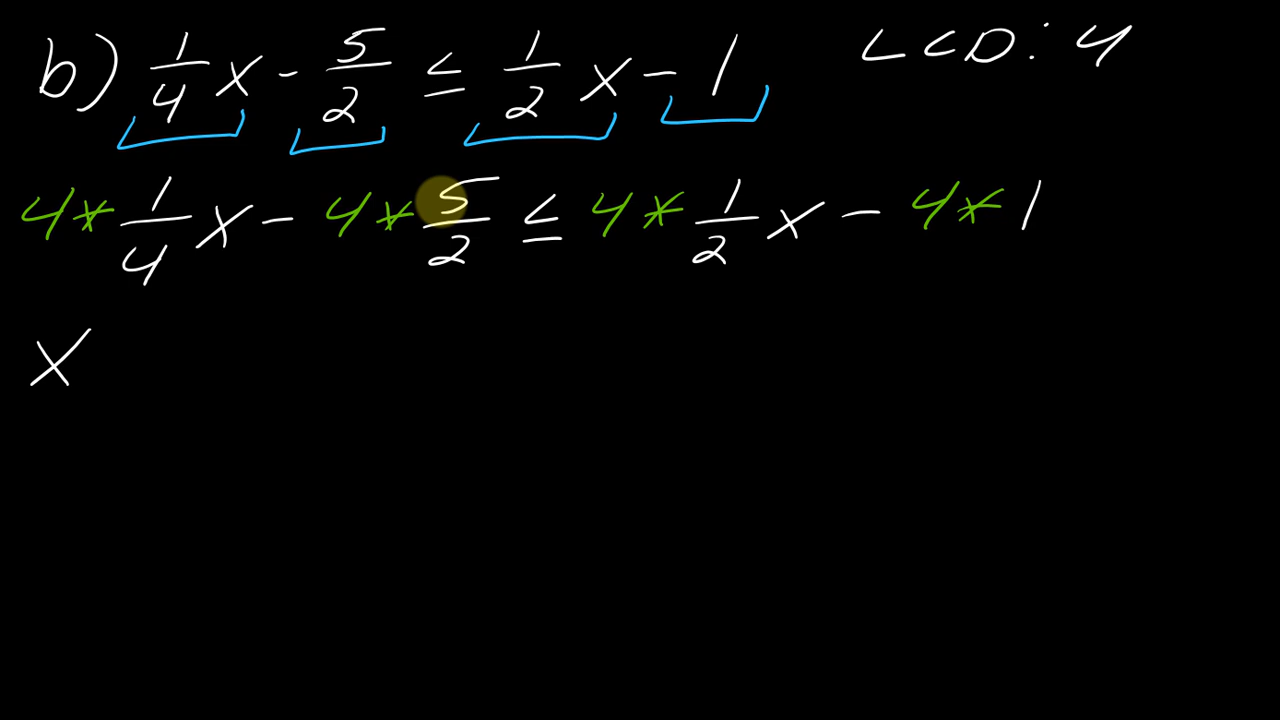 b) 1/4 x - 5/2 ≤ 1/2 x - 1 LCD: 4
4* 1/4 x - 4* 5/2 ≤ 4* 1/2 x - 4* 1
x